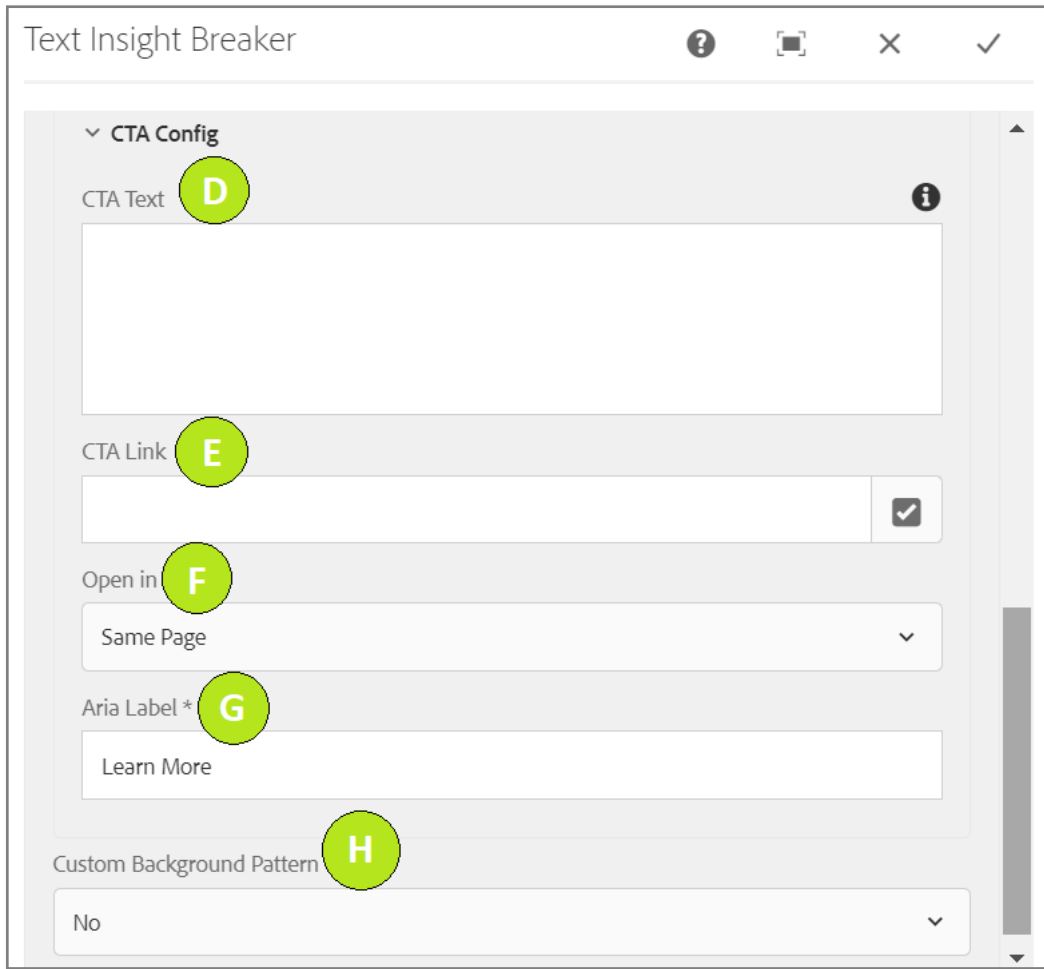 Text Insight Breaker
CTA Config
CTA Text D
CTA Link E
Open in F
Same Page
Aria Label * G
Learn More
Custom Background Pattern H
No